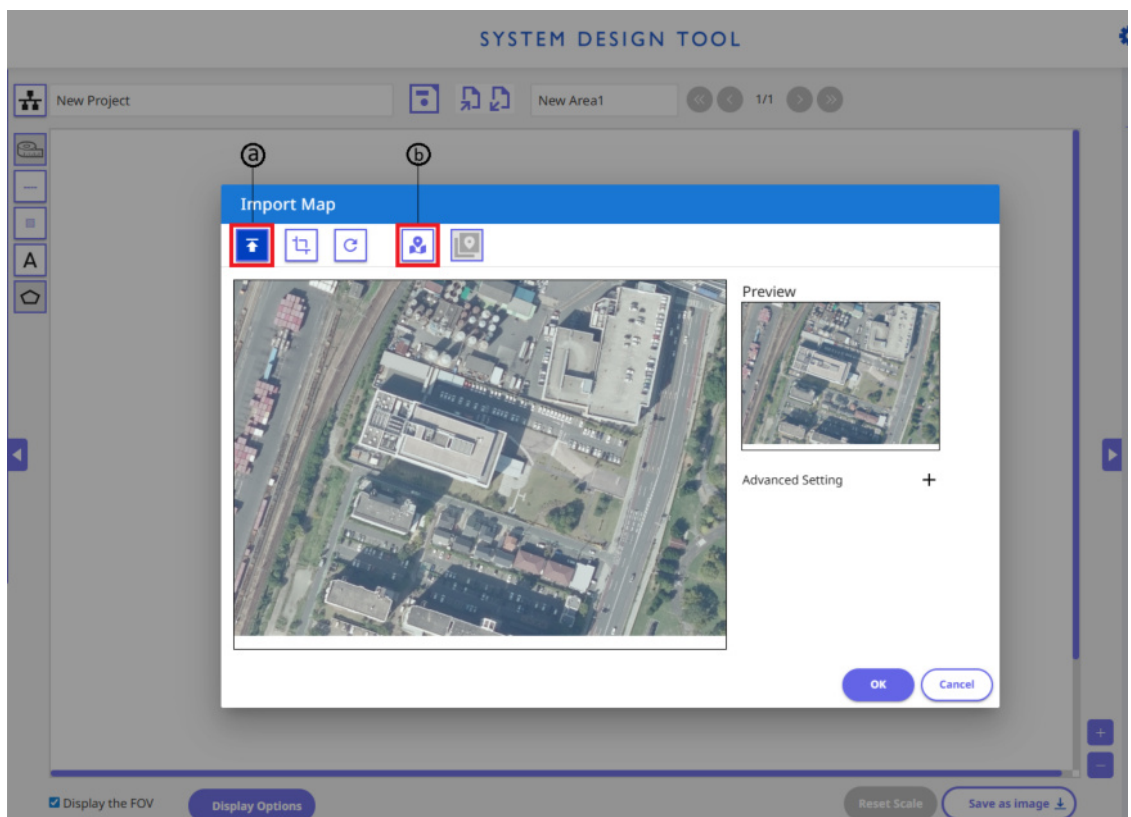 SYSTEM DESIGN TOOL
New Project
New Area1
1/1
ⓐ
ⓑ
Import Map
A
Preview
Advanced Setting
OK
Cancel
Display the FOV
Display Options
Reset Scale
Save as image